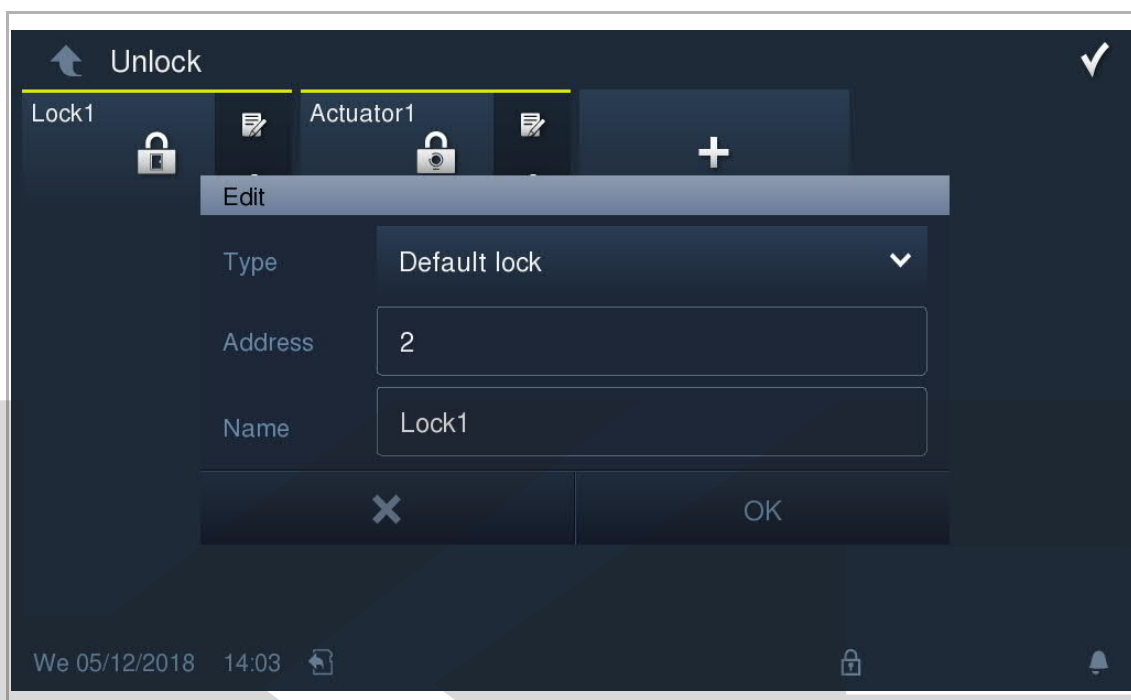 Unlock
Lock1
Actuator1
Edit
Type
Default lock
Address
2
Name
Lock1
OK
We 05/12/2018 14:03